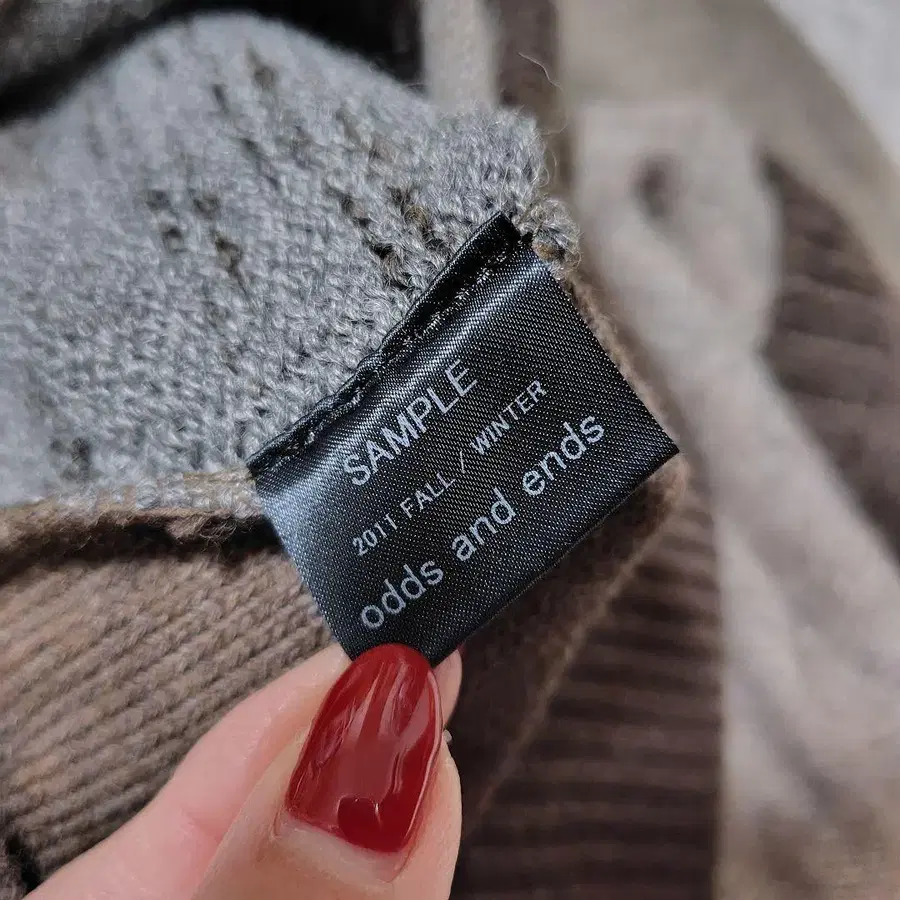 SAMPLE
2011 FALL / WINTER
odds and ends